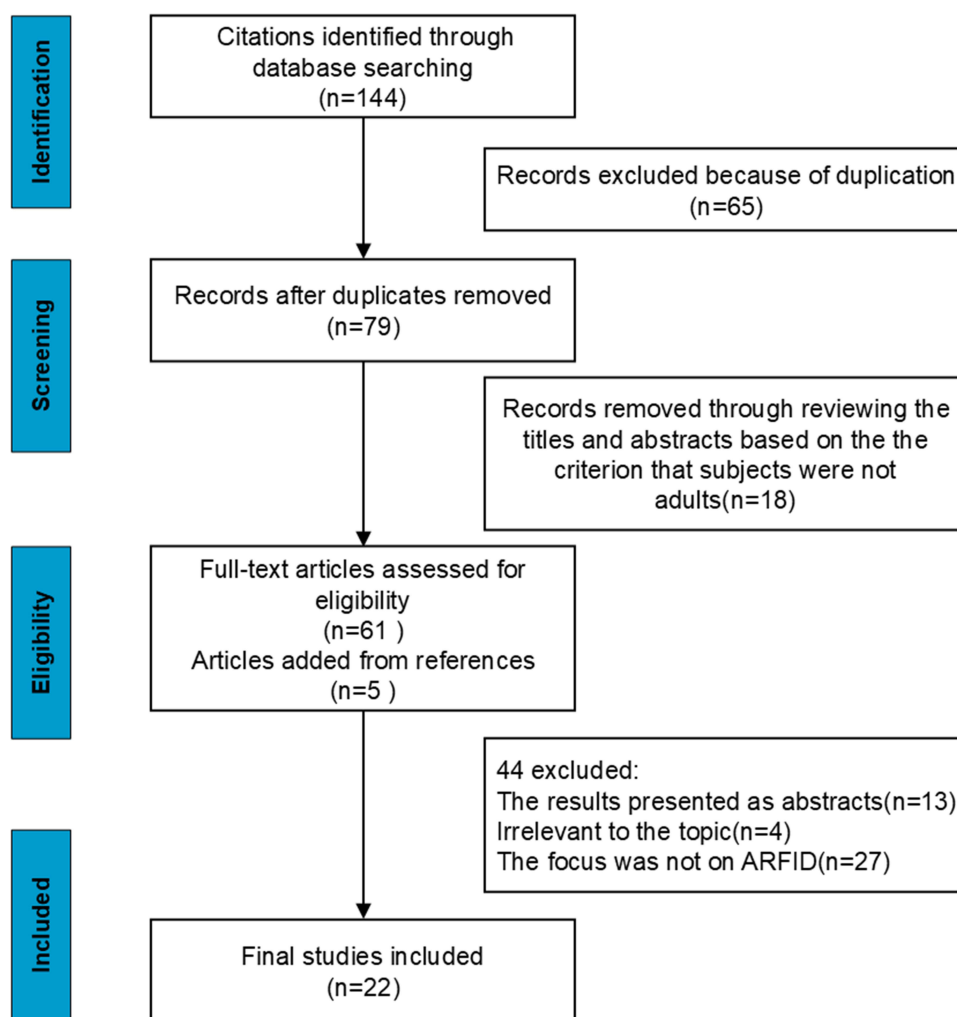 Identification
Citations identified through
database searching
(n=144)
Records excluded because of duplication
(n=65)
Screening
Records after duplicates removed
(n=79)
Records removed through reviewing the
titles and abstracts based on the the
criterion that subjects were not
adults(n=18)
Eligibility
Full-text articles assessed for
eligibility
(n=61 )
Articles added from references
(n=5 )
44 excluded:
The results presented as abstracts(n=13)
Irrelevant to the topic(n=4)
The focus was not on ARFID(n=27)
Included
Final studies included
(n=22)